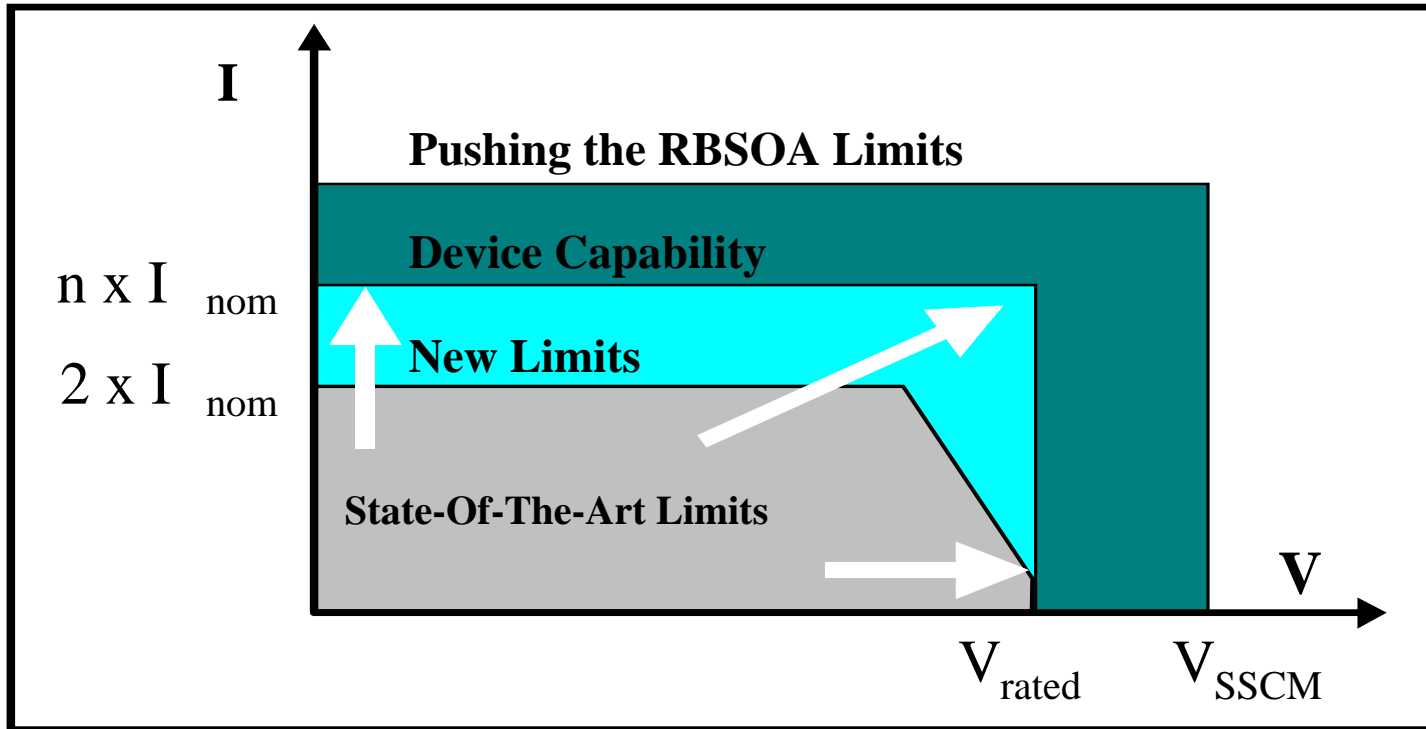 I
Pushing the RBSOA Limits
Device Capability
n x I nom
New Limits
2 x I nom
State-Of-The-Art Limits
V
V rated
V SSCM